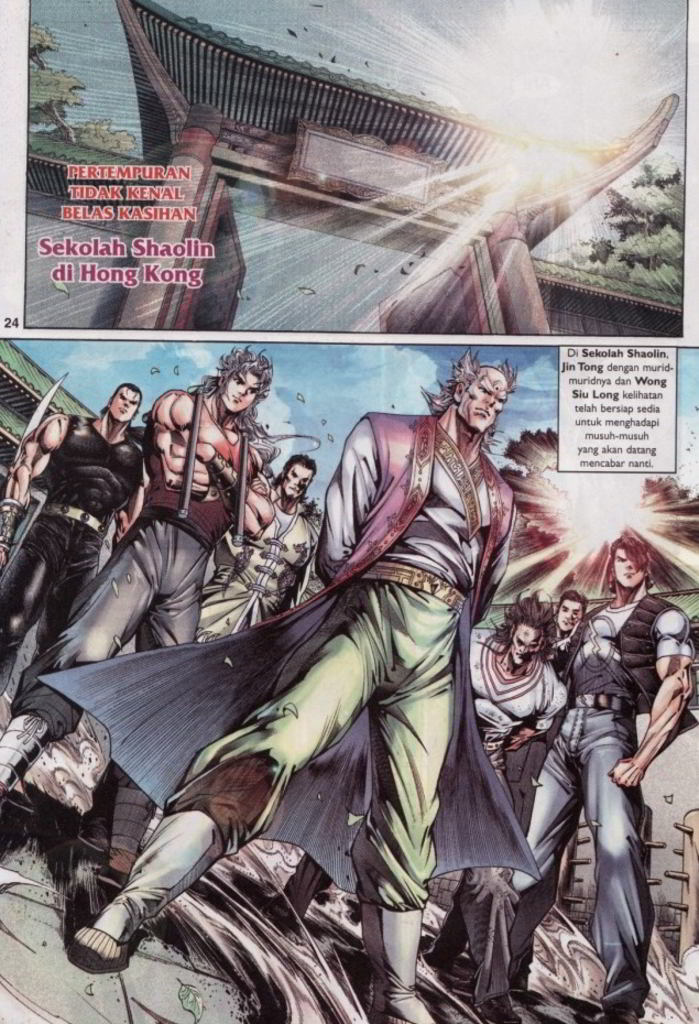 PERTEMPURAN
TIDAK KENAL
BELAS KASIHAN
Sekolah Shaolin
di Hong Kong
24
Di Sekolah Shaolin,
Jin Tong dengan murid-
muridnya dan Wong
Siu Long kelihatan
telah bersiap sedia
untuk menghadapi
musuh-musuh
yang akan datang
mencabar nanti.